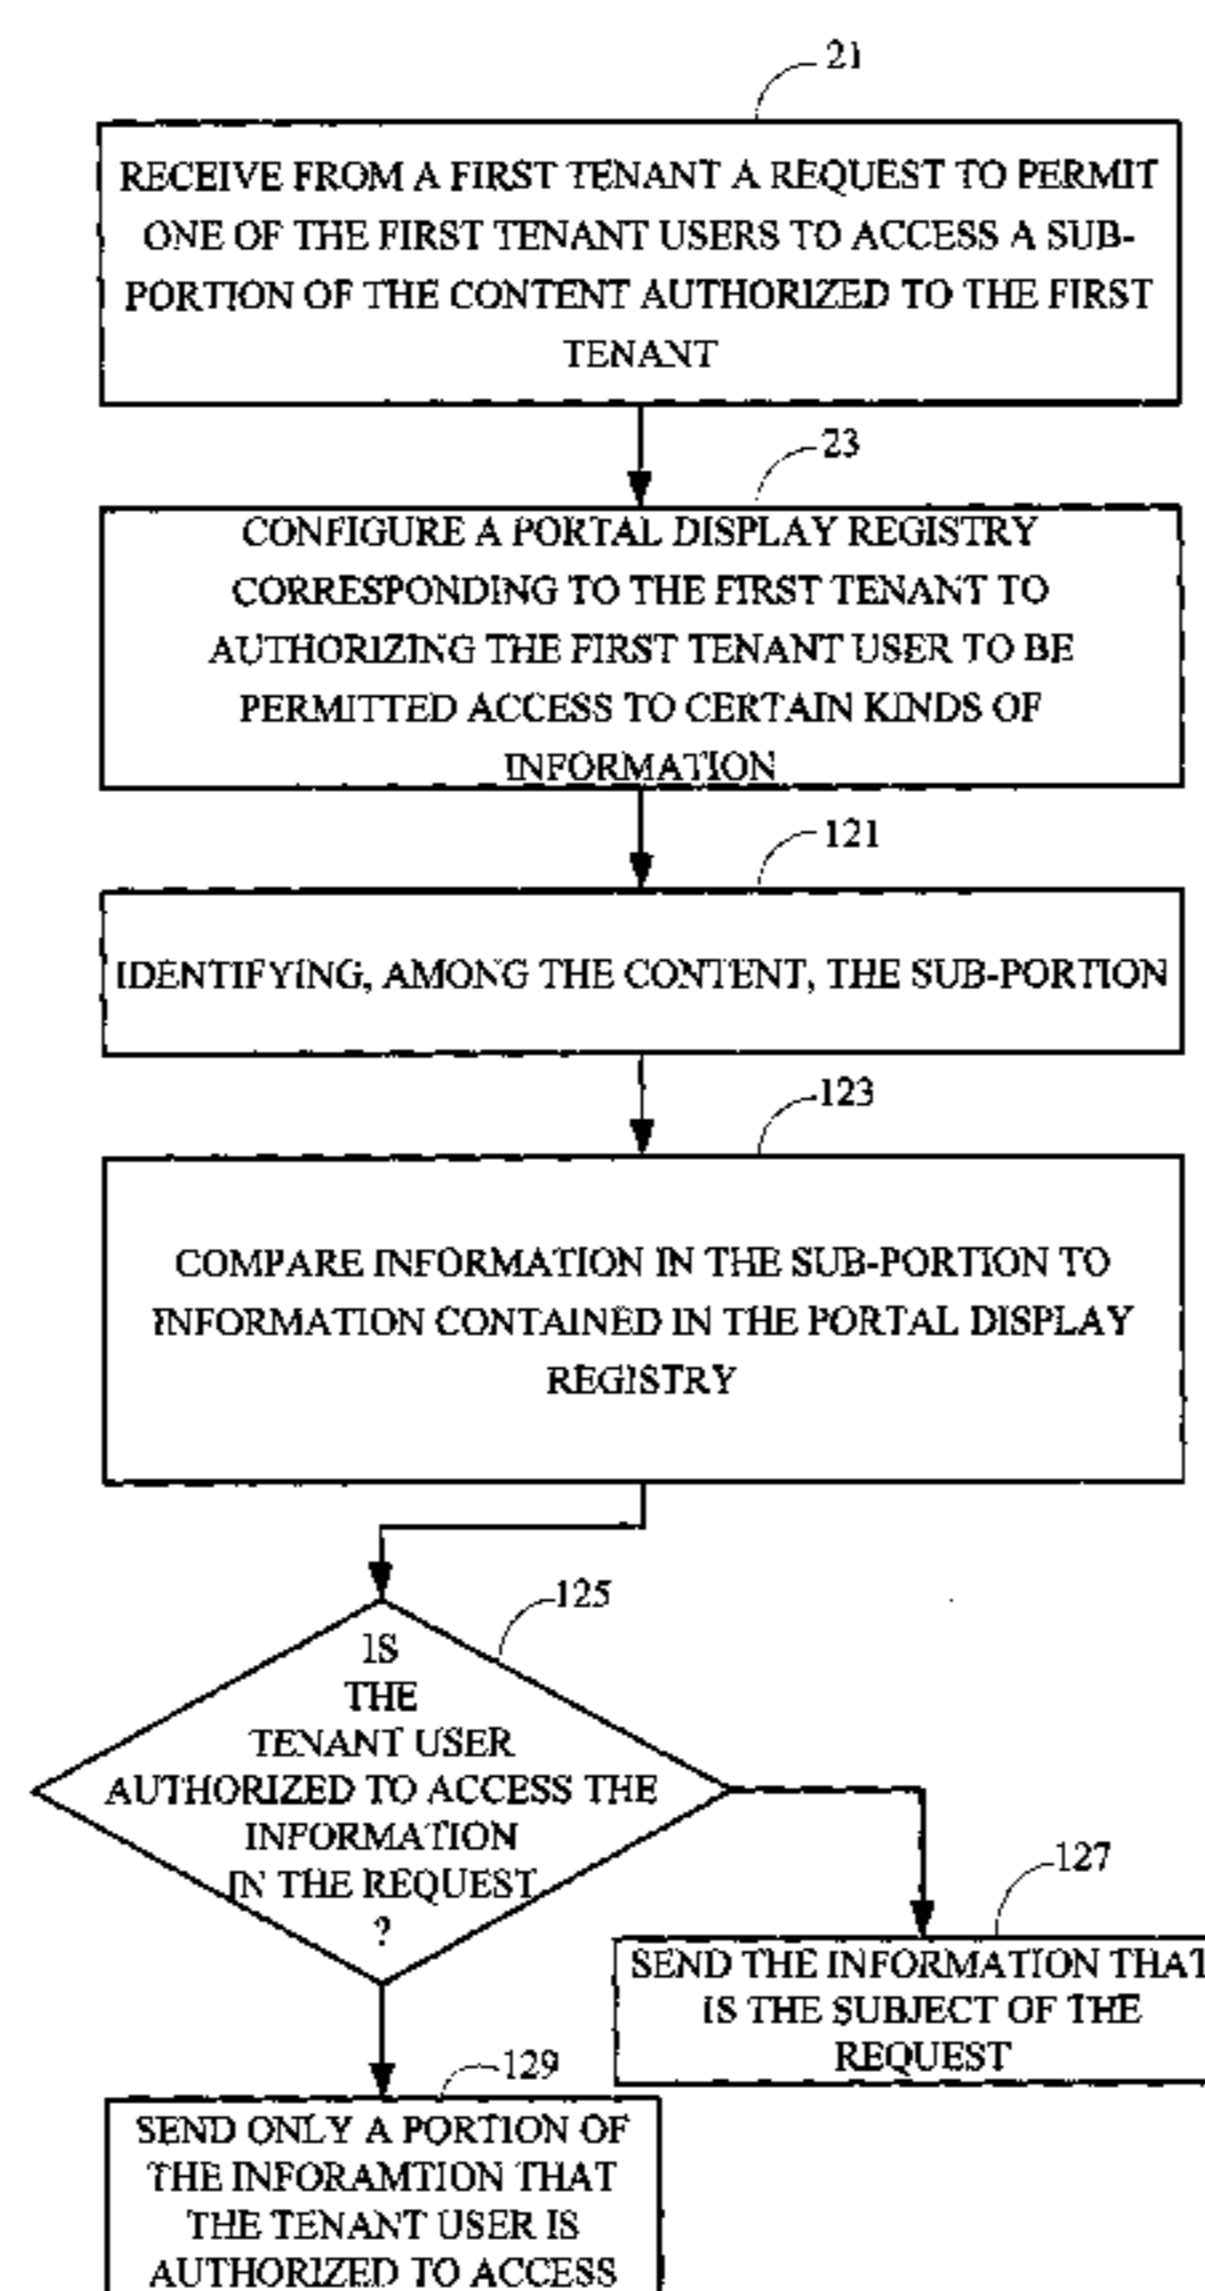 21
RECEIVE FROM A FIRST TENANT A REQUEST TO PERMIT
ONE OF THE FIRST TENANT USERS TO ACCESS A SUB-
PORTION OF THE CONTENT AUTHORIZED TO THE FIRST
TENANT
23
CONFIGURE A PORTAL DISPLAY REGISTRY
CORRESPONDING TO THE FIRST TENANT TO
AUTHORIZING THE FIRST TENANT USER TO BE
PERMITTED ACCESS TO CERTAIN KINDS OF
INFORMATION
121
IDENTIFYING, AMONG THE CONTENT, THE SUB-PORTION
123
COMPARE INFORMATION IN THE SUB-PORTION TO
INFORMATION CONTAINED IN THE PORTAL DISPLAY
REGISTRY
125
IS
THE
TENANT USER
AUTHORIZED TO ACCESS THE
INFORMATION
IN THE REQUEST
?
127
SEND THE INFORMATION THAT
IS THE SUBJECT OF THE
REQUEST
129
SEND ONLY A PORTION OF
THE INFORAMTION THAT
THE TENANT USER IS
AUTHORIZED TO ACCESS